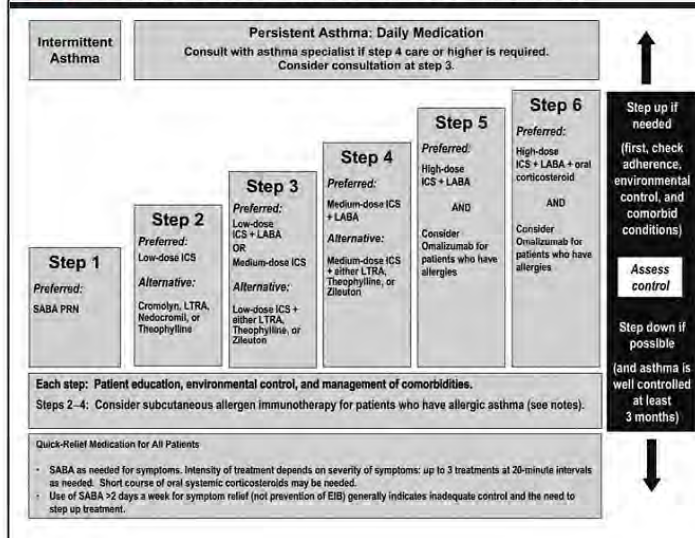 Intermittent
Asthma
Persistent Asthma: Daily Medication
Consult with asthma specialist if step 4 care or higher is required.
Consider consultation at step 3.
Step 1
Preferred:
SABA PRN
Step 2
Preferred:
Low-dose ICS
Alternative:
Cromolyn, LTRA,
Nedocromil, or
Theophylline
Step 3
Preferred:
Low-dose
ICS + LABA
OR
Medium-dose ICS
Alternative:
Low-dose ICS +
either LTRA,
Theophylline, or
Zileuton
Step 4
Preferred:
Medium-dose ICS
+ LABA
Alternative:
Medium-dose ICS
+ either LTRA,
Theophylline, or
Zileuton
Step 5
Preferred:
High-dose
ICS + LABA
AND
Consider
Omalizumab for
patients who have
allergies
Step 6
Preferred:
High-dose
ICS + LABA + oral
corticosteroid
AND
Consider
Omalizumab for
patients who have
allergies
Step up if
needed
(first, check
adherence,
environmental
control, and
comorbid
conditions)
Assess
control
Step down if
possible
(and asthma is
well controlled
at least
3 months)
Each step: Patient education, environmental control, and management of comorbidities.
Steps 2–4: Consider subcutaneous allergen immunotherapy for patients who have allergic asthma (see notes).
Quick-Relief Medication for All Patients
• SABA as needed for symptoms. Intensity of treatment depends on severity of symptoms: up to 3 treatments at 20-minute intervals
as needed. Short course of oral systemic corticosteroids may be needed.
• Use of SABA >2 days a week for symptom relief (not prevention of EIB) generally indicates inadequate control and the need to
step up treatment.